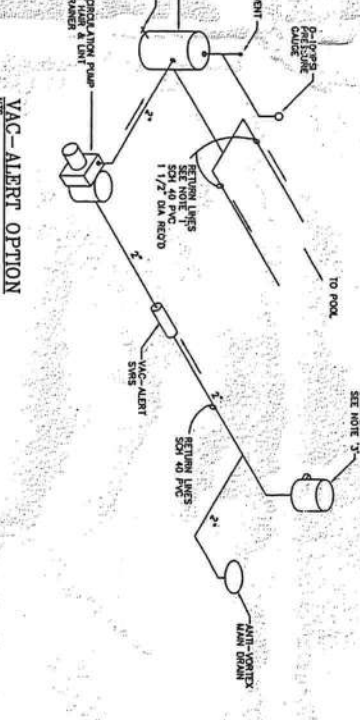 0-100PSI
PRESSURE
GAUGE
TO POOL
RETURN LINES
SEE NOTE "I"
SCH 40 PVC
1 1/2" DIA REQ'D
SEE NOTE "J"
2"
CIRCULATION PUMP
HAIR & LINT
2"
VAC-ALERT
SVRS
2"
RETURN LINES
SCH 40 PVC
2"
ANTI-VORTEX
MAIN DRAIN
VAC-ALERT OPTION